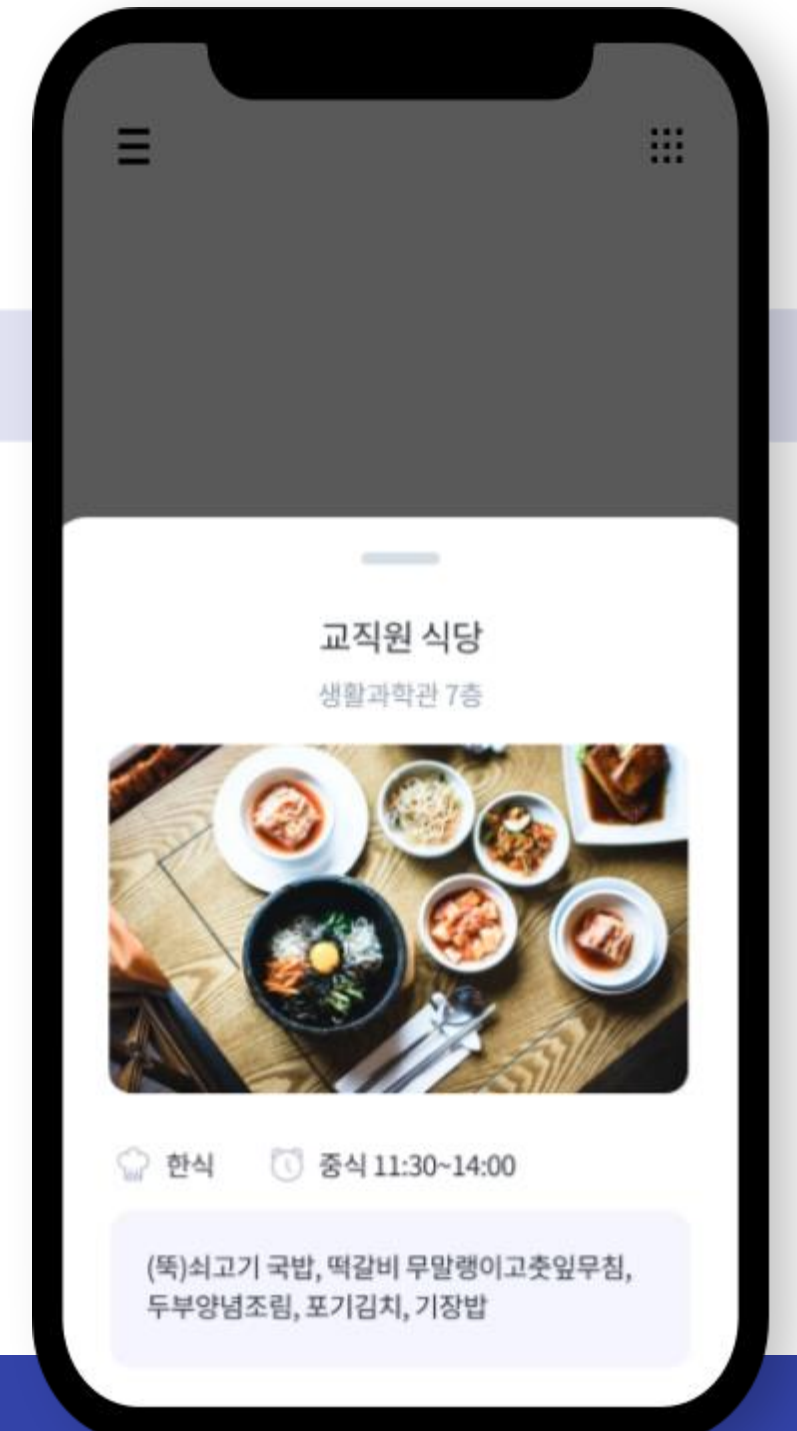 교직원 식당
생활과학관 7층
한식
중식 11:30~14:00
(뚝)쇠고기 국밥, 떡갈비 무말랭이고춧잎무침,
두부양념조림, 포기김치, 기장밥